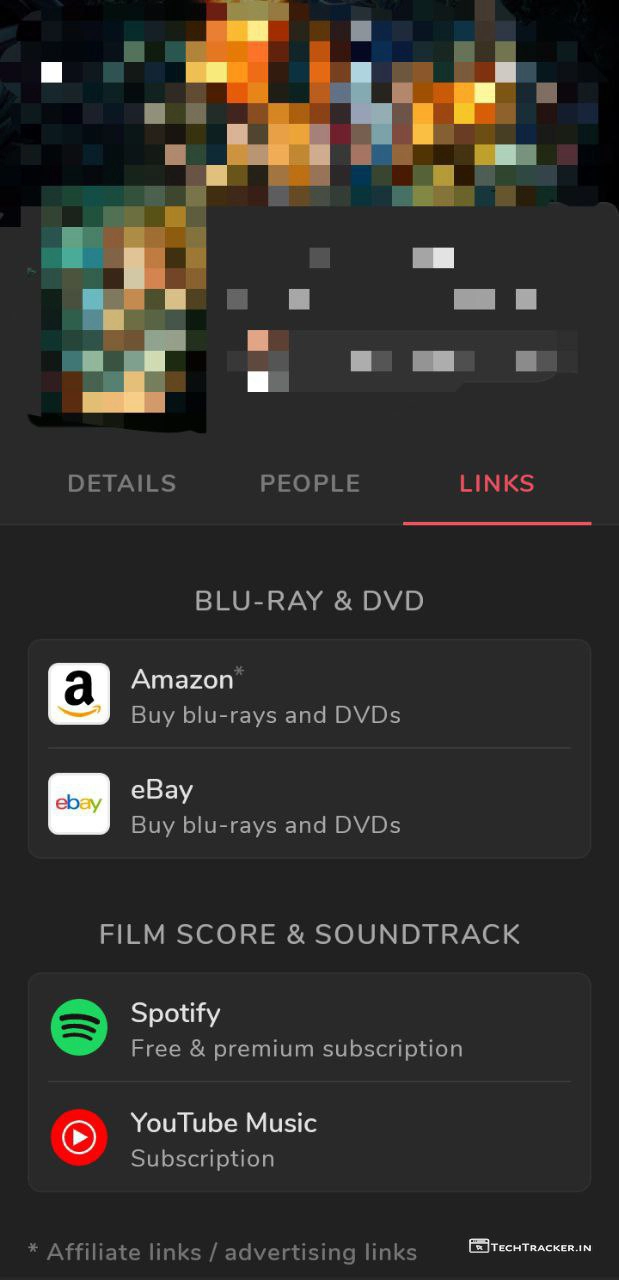 DETAILS PEOPLE LINKS
BLU-RAY & DVD
a
Amazon*
Buy blu-rays and DVDs
ebay
eBay
Buy blu-rays and DVDs
FILM SCORE & SOUNDTRACK
Spotify
Free & premium subscription
YouTube Music
Subscription
* Affiliate links / advertising links
TECHTRACKER.IN